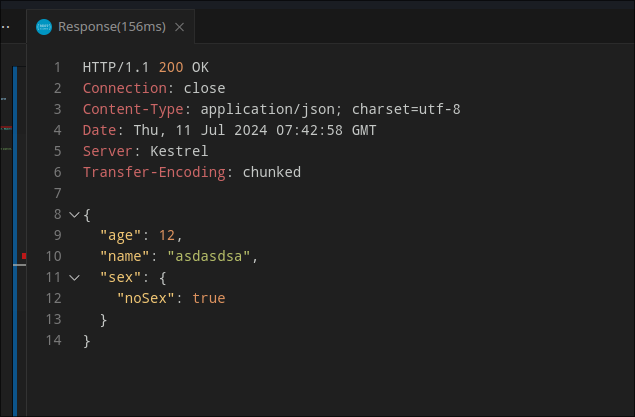 Response(156ms)
1 HTTP/1.1 200 OK
2 Connection: close
3 Content-Type: application/json; charset=utf-8
4 Date: Thu, 11 Jul 2024 07:42:58 GMT
5 Server: Kestrel
6 Transfer-Encoding: chunked
7
8 {
9 "age": 12,
10 "name": "asdasdsa",
11 "sex": {
12 "noSex": true
13 }
14 }